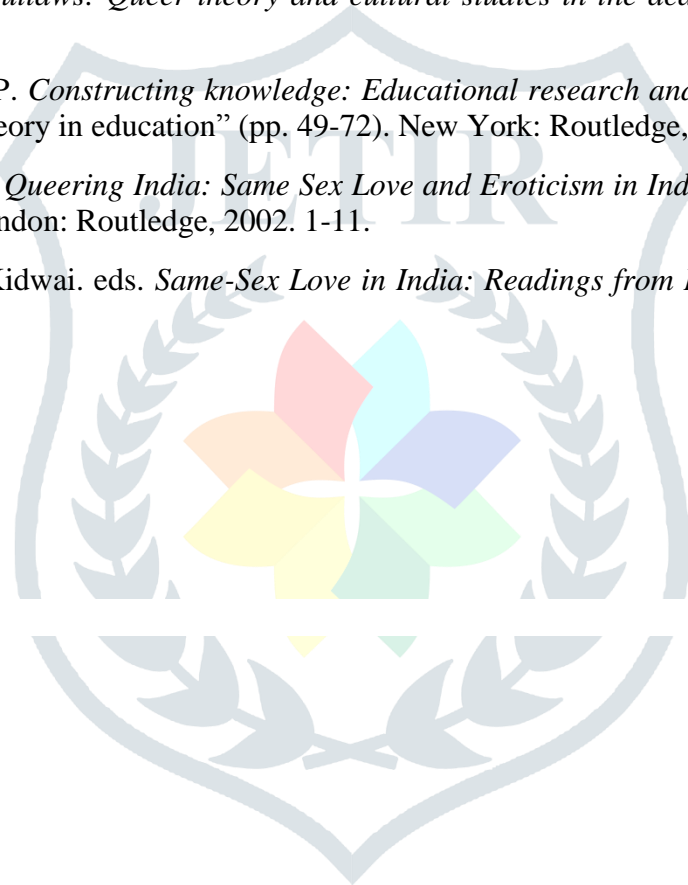 Queer theory and cultural studies in the
P. Constructing knowledge: Educational research and
eory in education” (pp. 49-72). New York: Routledge,
JETIR
Queering India: Same Sex Love and Eroticism in Ind
ndon: Routledge, 2002. 1-11.
Kidwai. eds. Same-Sex Love in India: Readings from